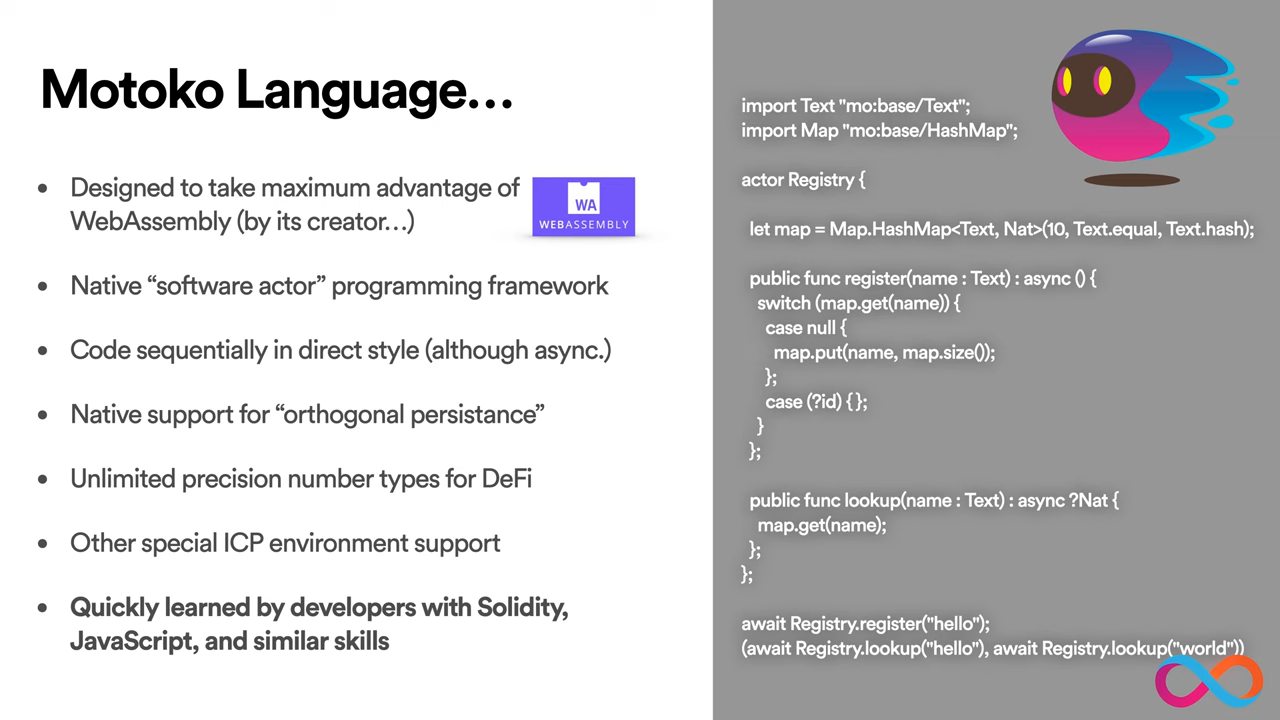 Motoko Language…
• Designed to take maximum advantage of
WebAssembly (by its creator…)
WA
WEBASSEMBLY
• Native “software actor” programming framework
• Code sequentially in direct style (although async.)
• Native support for “orthogonal persistance”
• Unlimited precision number types for DeFi
• Other special ICP environment support
• Quickly learned by developers with Solidity,
JavaScript, and similar skills
import Text "mo:base/Text";
import Map "mo:base/HashMap";
actor Registry {
let map = Map.HashMap<Text, Nat>(10, Text.equal, Text.hash);
public func register(name : Text) : async () {
switch (map.get(name)) {
case null {
map.put(name, map.size());
};
case (?id) { };
}
};
public func lookup(name : Text) : async ?Nat {
map.get(name);
};
};
await Registry.register("hello");
(await Registry.lookup("hello"), await Registry.lookup("world"))